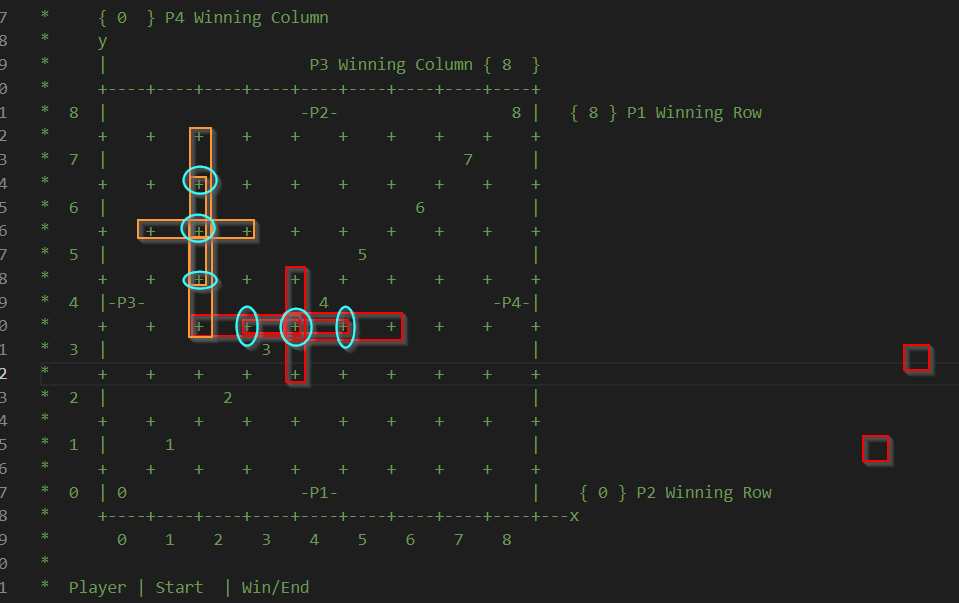 7 *     { 0  } P4 Winning Column
8 *     y
9 *     |                     P3 Winning Column { 8  }
0 *     +----+----+----+----+----+----+----+----+----+
1 *  8  |                    -P2-                  8 |   { 8 } P1 Winning Row
2 *     +    +    +    +    +    +    +    +    +    +
3 *  7  |                                     7      |
4 *     +    +    +    +    +    +    +    +    +    +
5 *  6  |                                6           |
6 *     +    +    +    +    +    +    +    +    +    +
7 *  5  |                          5                 |
8 *     +    +    +    +    +    +    +    +    +    +
9 *  4  |-P3-                  4                 -P4-|
0 *     +    +    +    +    +    +    +    +    +    +
1 *  3  |                3                           |
2 *     +    +    +    +    +    +    +    +    +    +
3 *  2  |            2                               |
4 *     +    +    +    +    +    +    +    +    +    +
5 *  1  |      1                                     |
6 *     +    +    +    +    +    +    +    +    +    +
7 *  0  | 0                  -P1-                    |    { 0 } P2 Winning Row
8 *     +----+----+----+----+----+----+----+----+----+---x
9 *       0    1    2    3    4    5    6    7    8
0 *
1 *  Player | Start  | Win/End